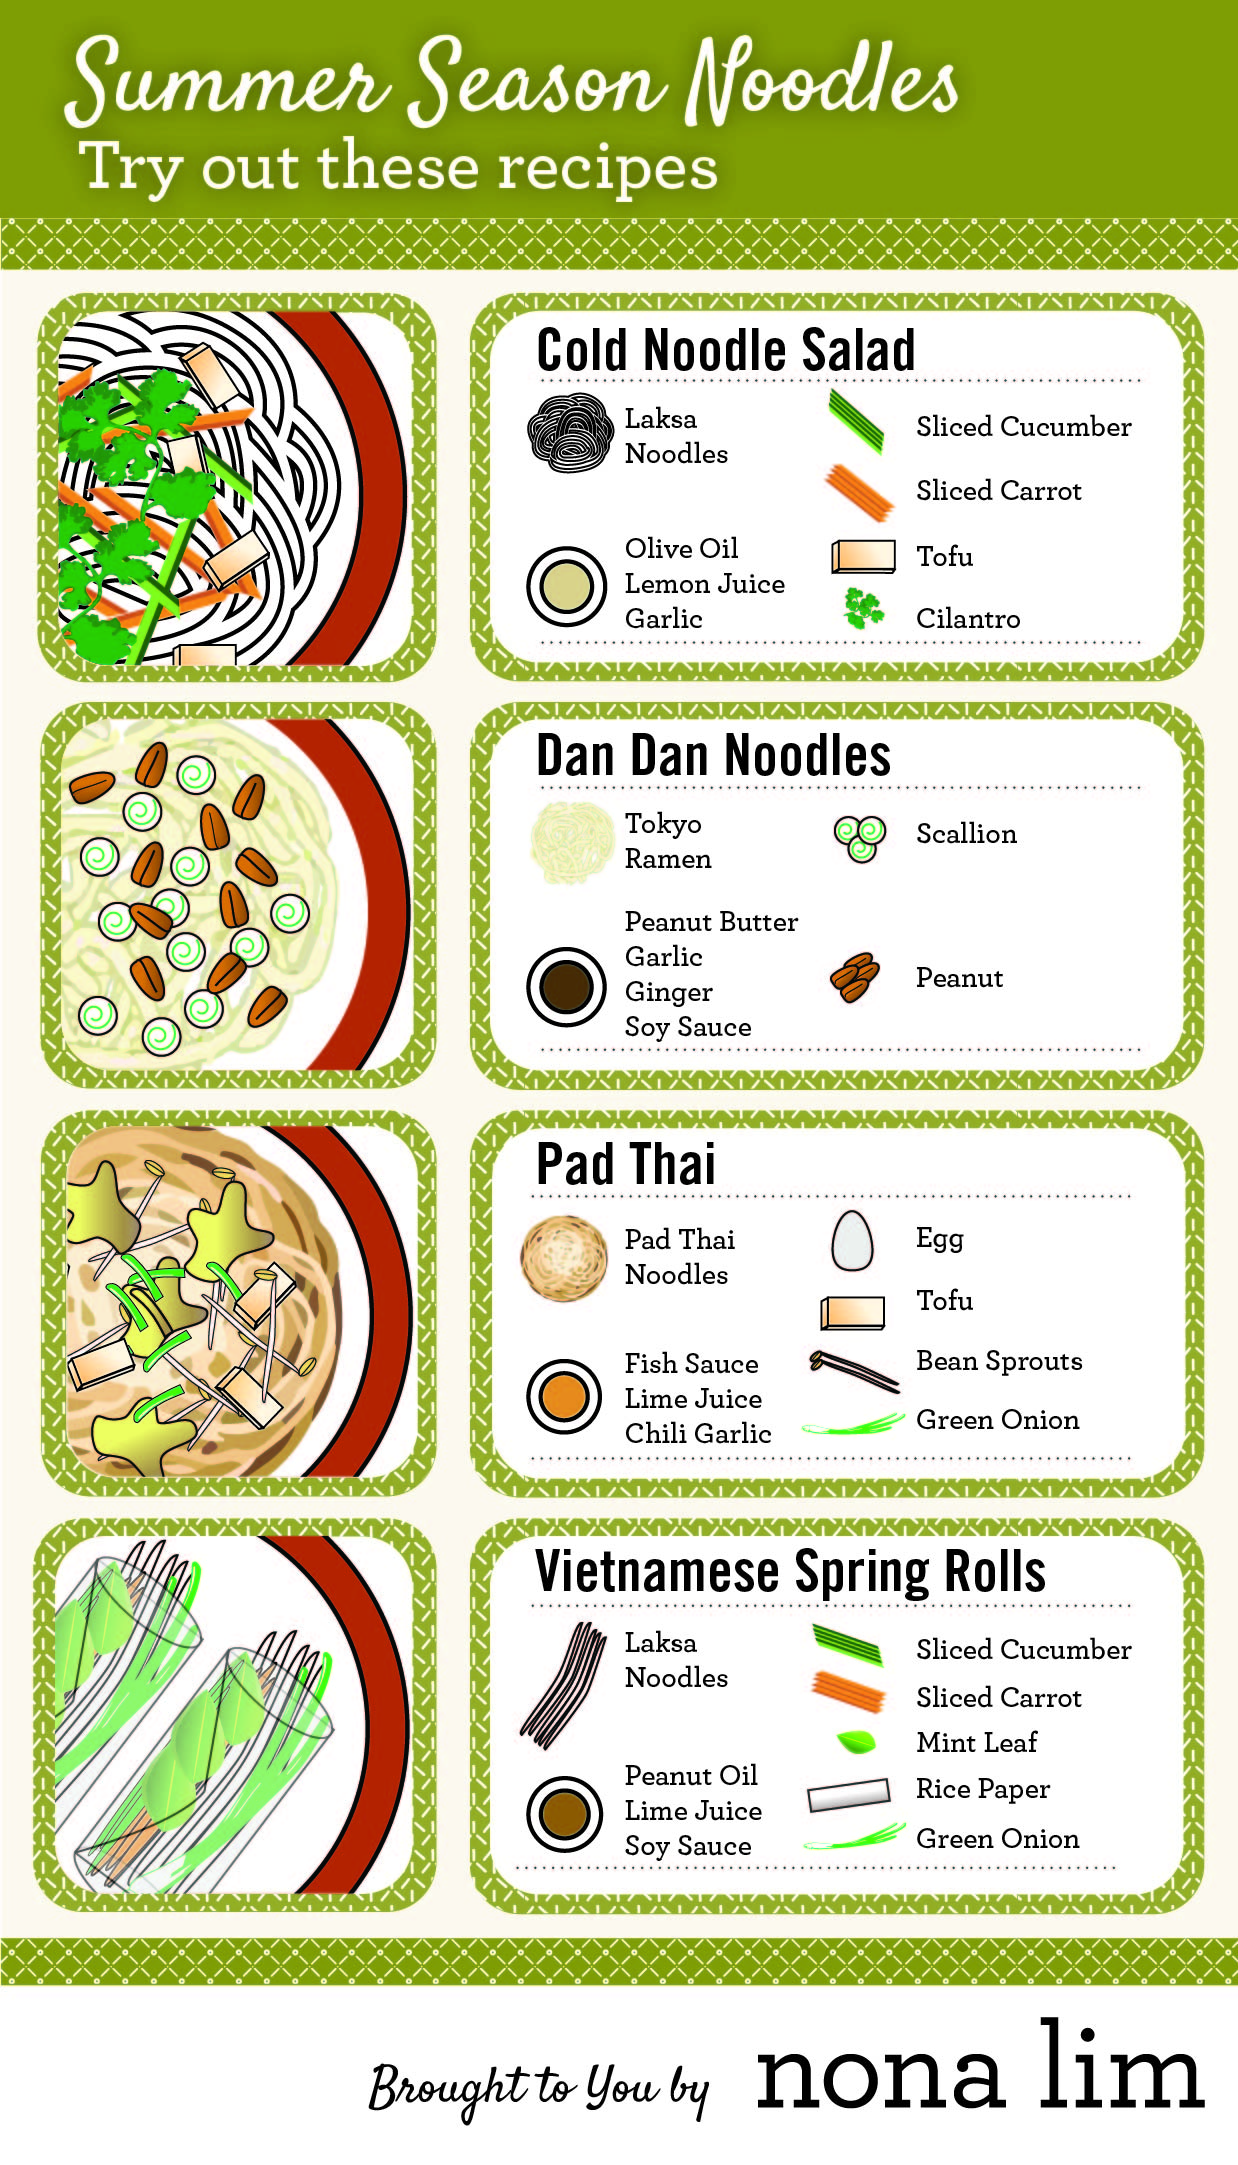 Summer Season Noodles
Try out these recipes
Cold Noodle Salad
Laksa
Noodles
Olive Oil
Lemon Juice
Garlic
Sliced Cucumber
Sliced Carrot
Tofu
Cilantro
Dan Dan Noodles
Tokyo
Ramen
Peanut Butter
Garlic
Ginger
Soy Sauce
Scallion
Peanut
Pad Thai
Pad Thai
Noodles
Fish Sauce
Lime Juice
Chili Garlic
Egg
Tofu
Bean Sprouts
Green Onion
Vietnamese Spring Rolls
Laksa
Noodles
Peanut Oil
Lime Juice
Soy Sauce
Sliced Cucumber
Sliced Carrot
Mint Leaf
Rice Paper
Green Onion
Brought to You by nona lim